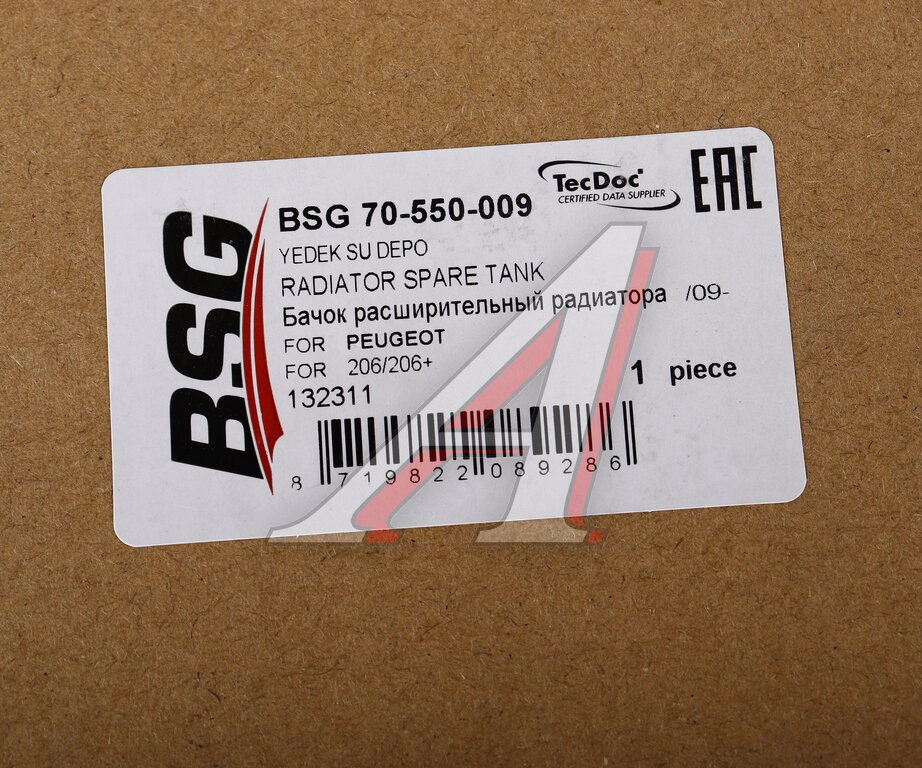 BSG
BSG 70-550-009
TecDoc
CERTIFIED DATA SUPPLIER
EAC
YEDEK SU DEPO
RADIATOR SPARE TANK
Бачок расширительный радиатора /09-
FOR PEUGEOT
FOR 206/206+
132311
1 piece
8 719822 089286